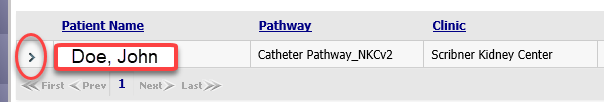 Patient Name Pathway Clinic
Doe, John Catheter Pathway_NKCv2 Scribner Kidney Center
First Prev 1 Next Last